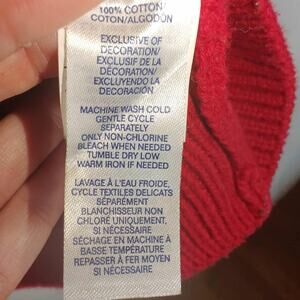 100% COTTON
COTON/ALGODÓN
EXCLUSIVE OF
DECORATION/
EXCLUSIF DE LA
DÉCORATION/
EXCLUYENDO LA
DECORACIÓN
MACHINE WASH COLD
GENTLE CYCLE
SEPARATELY
ONLY NON-CHLORINE
BLEACH WHEN NEEDED
TUMBLE DRY LOW
WARM IRON IF NEEDED
LAVAGE À L'EAU FROIDE,
CYCLE TEXTILES DELICATS
SÉPARÉMENT
BLANCHISSEUR NON
CHLORÉ UNIQUEMENT,
SI NÉCESSAIRE
SÉCHAGE EN MACHINE À
BASSE TEMPÉRATURE
REPASSER À FER MOYEN
SI NÉCESSAIRE